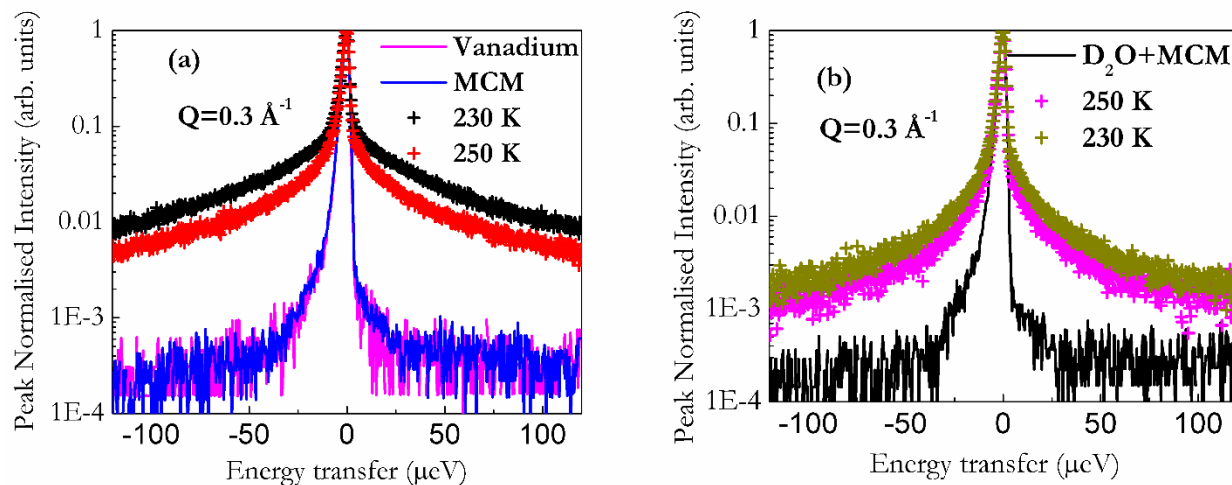 Peak Normalised Intensity (arb. units)
1
0.1
0.01
1E-3
1E-4
(a)
Q=0.3 Å⁻¹
Vanadium
MCM
230 K
250 K
-100 -50 0 50 100
Energy transfer (μeV)
Peak Normalised Intensity (arb. units)
1
0.1
0.01
1E-3
1E-4
(b)
Q=0.3 Å⁻¹
D₂O+MCM
250 K
230 K
-100 -50 0 50 100
Energy transfer (μeV)